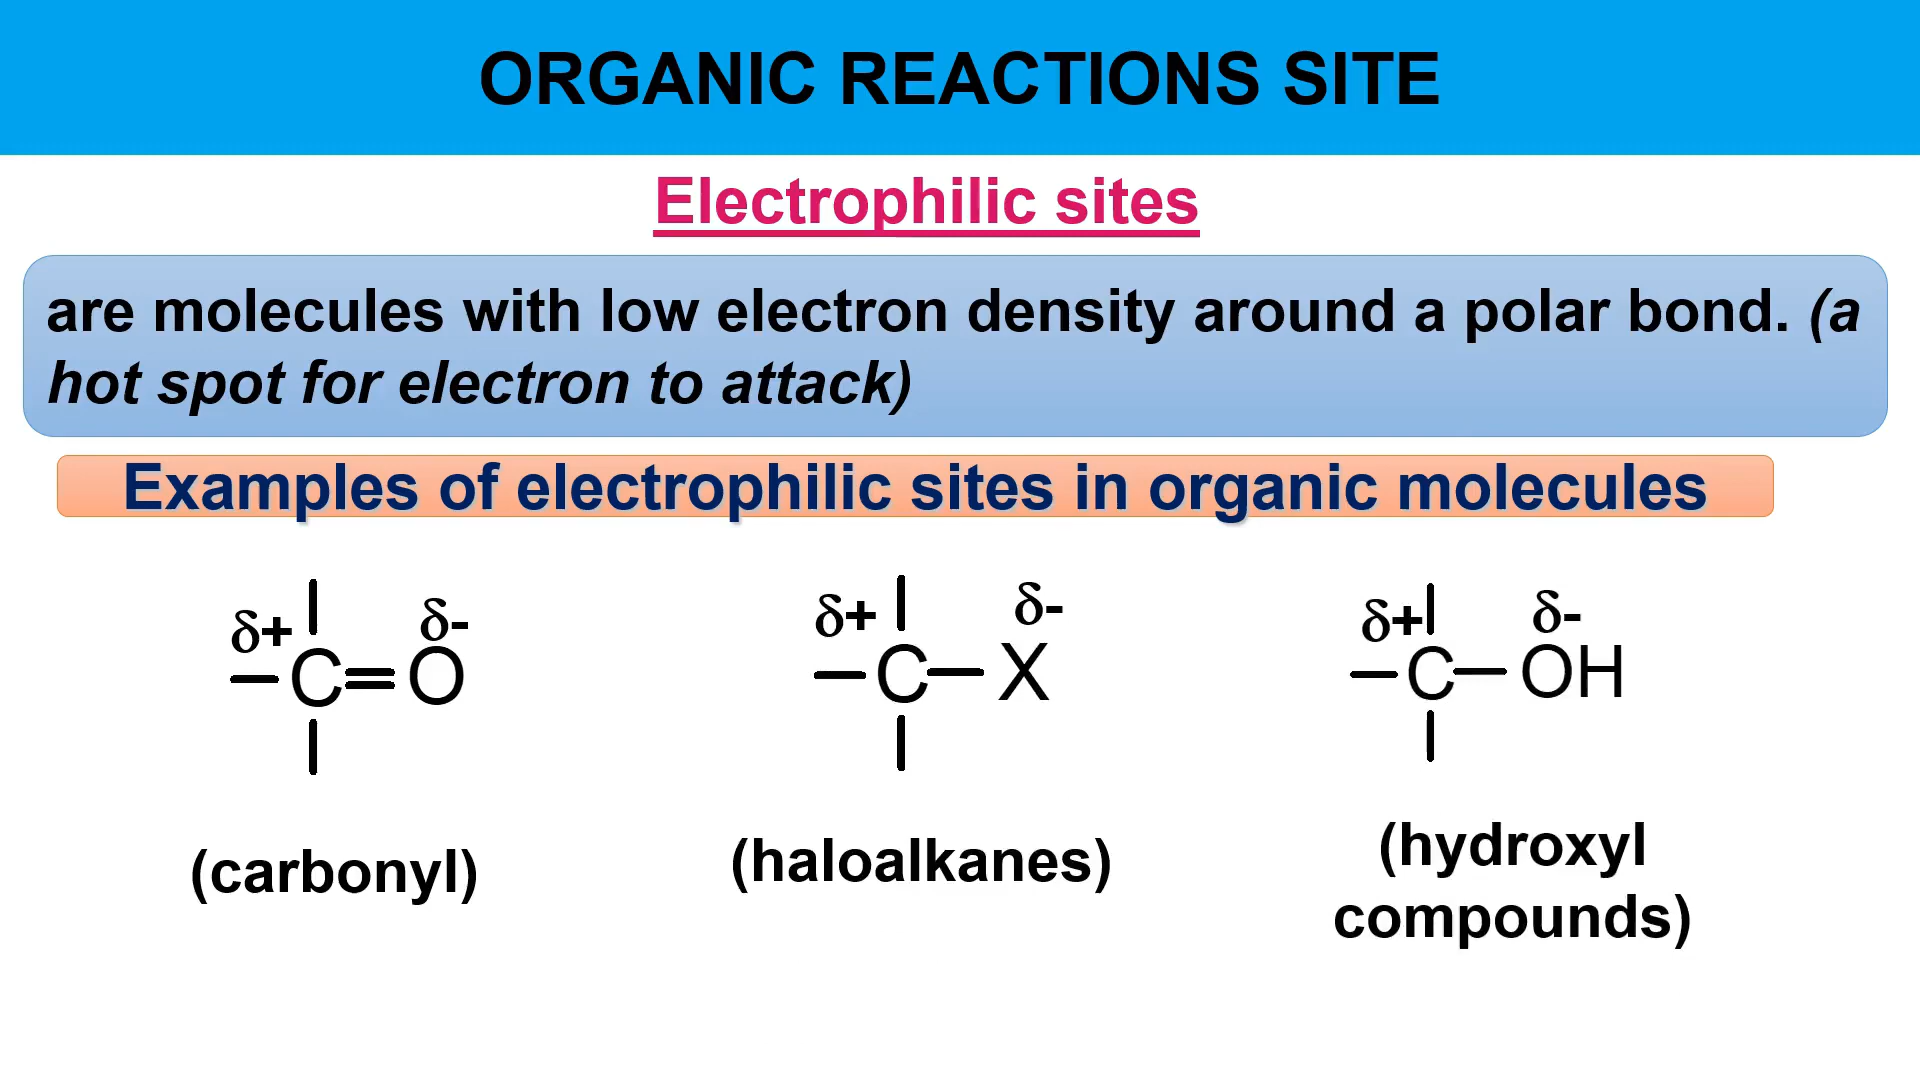 ORGANIC REACTIONS SITE
Electrophilic sites
are molecules with low electron density around a polar bond. (a
hot spot for electron to attack)
Examples of electrophilic sites in organic molecules
δ+ δ-
C=O
δ+ δ-
C–X
δ+ δ-
C–OH
(carbonyl)
(haloalkanes)
(hydroxyl
compounds)